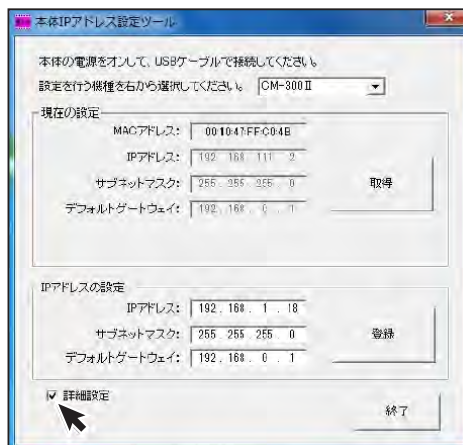 本体IPアドレス設定ツール
本体の電源をオンして、USBケーブルで接続してください。
設定を行う機種を右から選択してください。 CM-300Ⅱ
現在の設定
MACアドレス: 001047FFC04B
IPアドレス: 192 . 168 . 111 . 2
サブネットマスク: 255 . 255 . 255 . 0
デフォルトゲートウェイ: 192 . 168 . 0 . 1
取得
IPアドレスの設定
IPアドレス: 192 . 168 . 1 . 18
サブネットマスク: 255 . 255 . 255 . 0
デフォルトゲートウェイ: 192 . 168 . 0 . 1
登録
詳細設定
終了